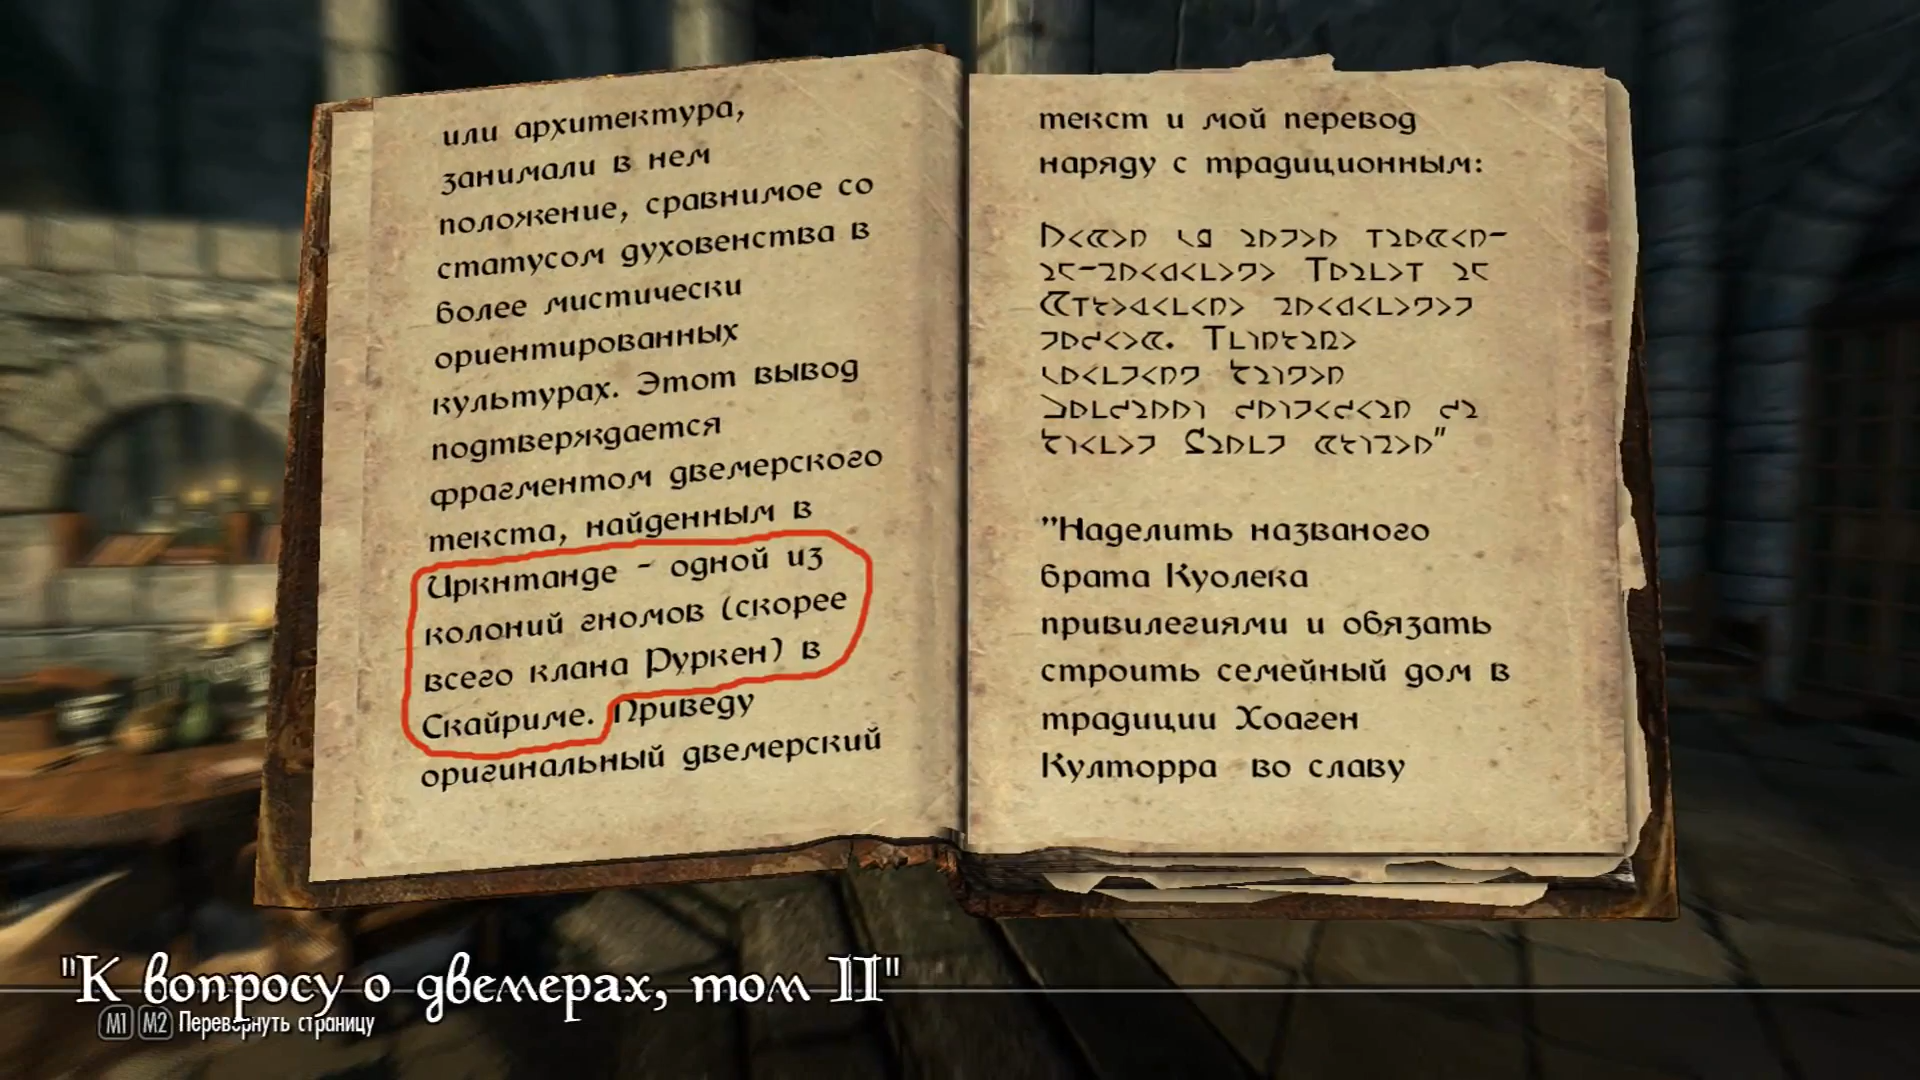 или архитектура,
занимали в нем
положение, сравнимое со
статусом духовенства в
более мистически
ориентированных
культурах. Этот вывод
подтверждается
фрагментом двемерского
текста, найденным в
Иркнтанде - одной из
колоний гномов (скорее
всего клана Руркен) в
Скайриме. Приведу
оригинальный двемерский
текст и мой перевод
наряду с традиционным:
"Наделить названого
брата Куолека
привилегиями и обязать
строить семейный дом в
традиции Хоаген
Култорра во славу
"К вопросу о двемерах, том II"
M1 M2 Перевернуть страницу